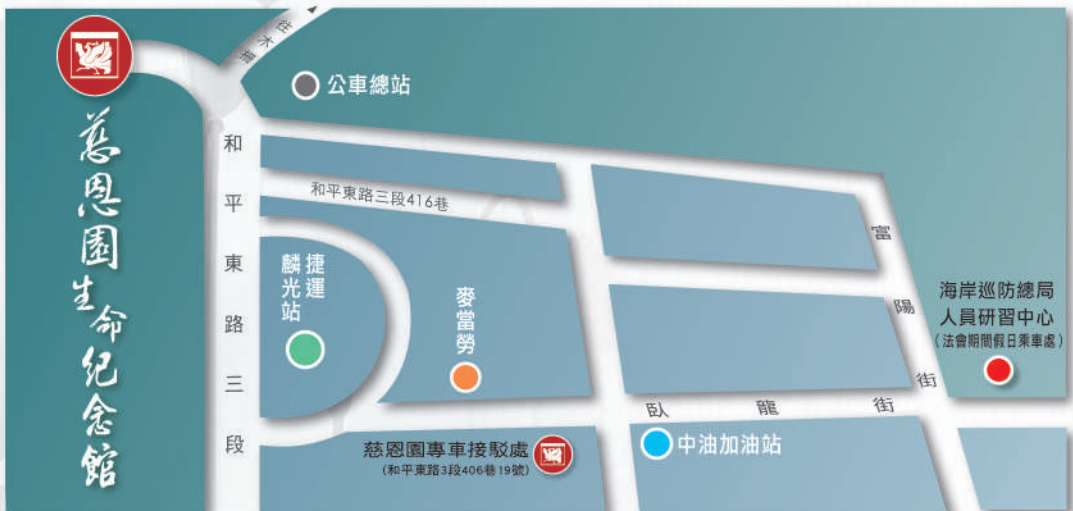 往木柵
公車總站
慈恩園生命紀念館
和平東路三段
和平東路三段416巷
富陽街
捷運
麟光站
麥當勞
海岸巡防總局
人員研習中心
(法會期間假日乘車處)
臥龍街
慈恩園專車接駁處
(和平東路3段406巷19號)
中油加油站